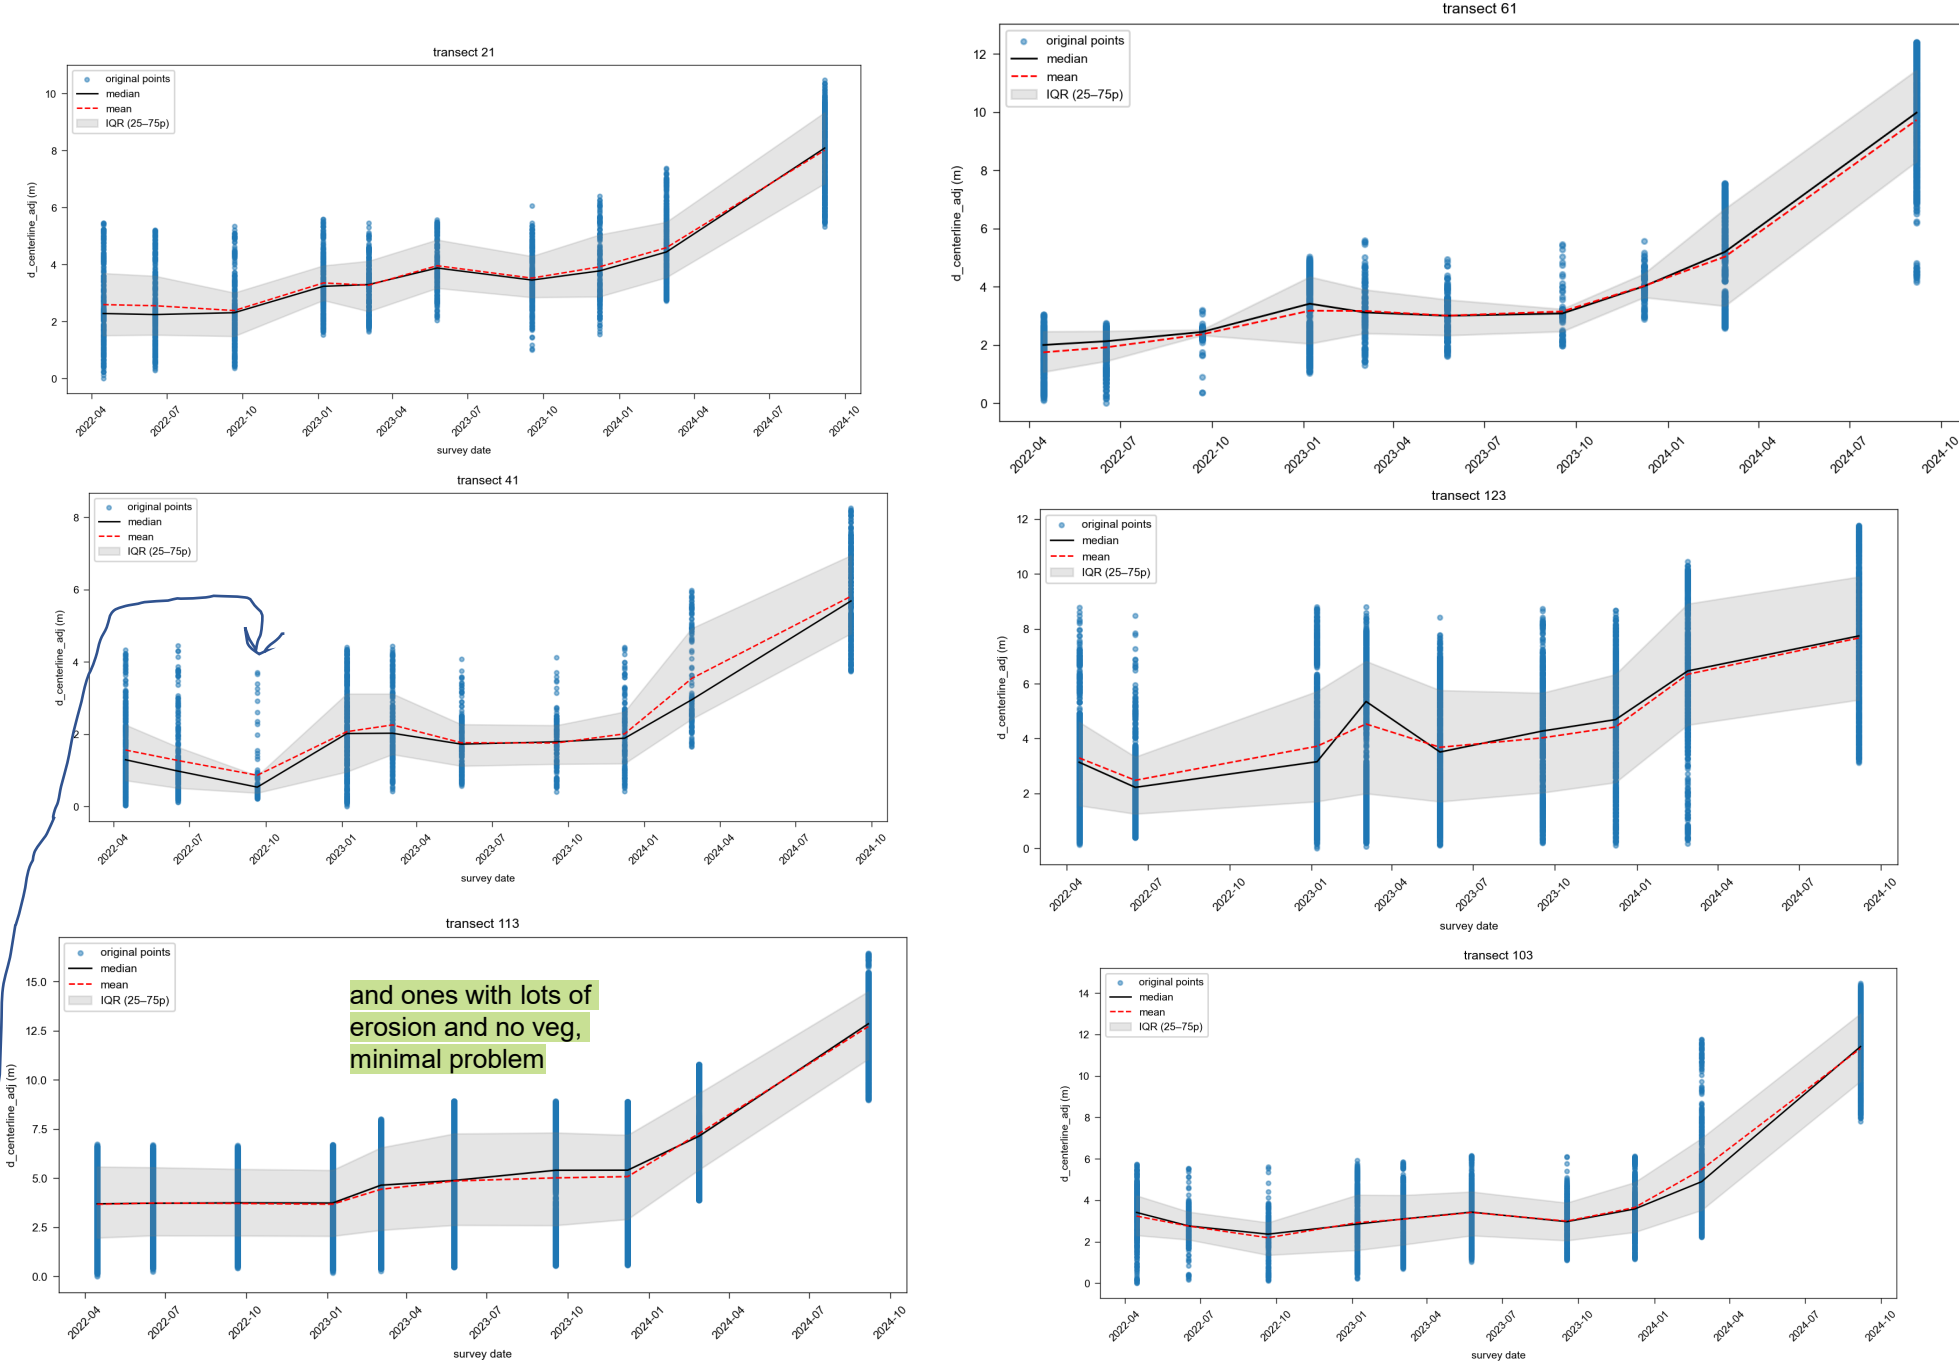 transect 21
original points
median
mean
IQR (25–75p)
d_centerline_adj (m)
10
8
6
4
2
0
2022-04
2022-07
2022-10
2023-01
2023-04
2023-07
2023-10
2024-01
2024-04
2024-07
2024-10
survey date
transect 61
original points
median
mean
IQR (25–75p)
d_centerline_adj (m)
12
10
8
6
4
2
0
2022-04
2022-07
2022-10
2023-01
2023-04
2023-07
2023-10
2024-01
2024-04
2024-07
2024-10
transect 41
original points
median
mean
IQR (25–75p)
d_centerline_adj (m)
8
6
4
2
0
2022-04
2022-07
2022-10
2023-01
2023-04
2023-07
2023-10
2024-01
2024-04
2024-07
2024-10
survey date
transect 123
original points
median
mean
IQR (25–75p)
d_centerline_adj (m)
12
10
8
6
4
2
0
2022-04
2022-07
2022-10
2023-01
2023-04
2023-07
2023-10
2024-01
2024-04
2024-07
2024-10
survey date
transect 113
original points
median
mean
IQR (25–75p)
and ones with lots of
erosion and no veg,
minimal problem
d_centerline_adj (m)
15.0
12.5
10.0
7.5
5.0
2.5
0.0
2022-04
2022-07
2022-10
2023-01
2023-04
2023-07
2023-10
2024-01
2024-04
2024-07
2024-10
survey date
transect 103
original points
median
mean
IQR (25–75p)
d_centerline_adj (m)
14
12
10
8
6
4
2
0
2022-04
2022-07
2022-10
2023-01
2023-04
2023-07
2023-10
2024-01
2024-04
2024-07
2024-10
survey date